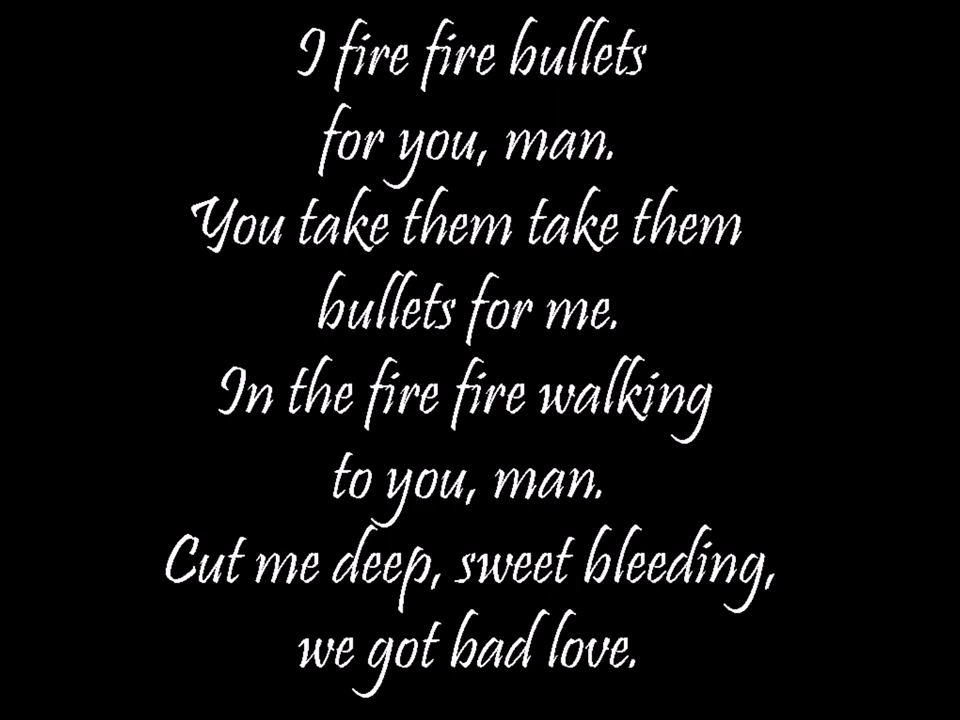 I fire fire bullets
for you, man.
You take them take them
bullets for me.
In the fire fire walking
to you, man.
Cut me deep, sweet bleeding,
we got bad love.